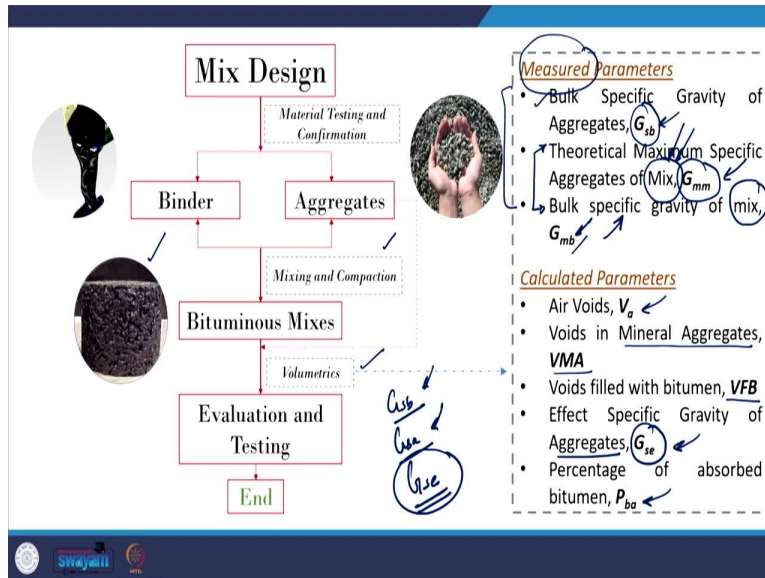 Mix Design
Material Testing and
Confirmation
Binder
Aggregates
Mixing and Compaction
Bituminous Mixes
Volumetrics
Evaluation and
Testing
End
Gsb
Gsa
Gse
Measured Parameters
• Bulk Specific Gravity of
Aggregates, Gsb
• Theoretical Maximum Specific
Aggregates of Mix, Gmm
• Bulk specific gravity of mix,
Gmb
Calculated Parameters
• Air Voids, Va
• Voids in Mineral Aggregates,
VMA
• Voids filled with bitumen, VFB
• Effect Specific Gravity of
Aggregates, Gse
• Percentage of absorbed
bitumen, Pba
swayam